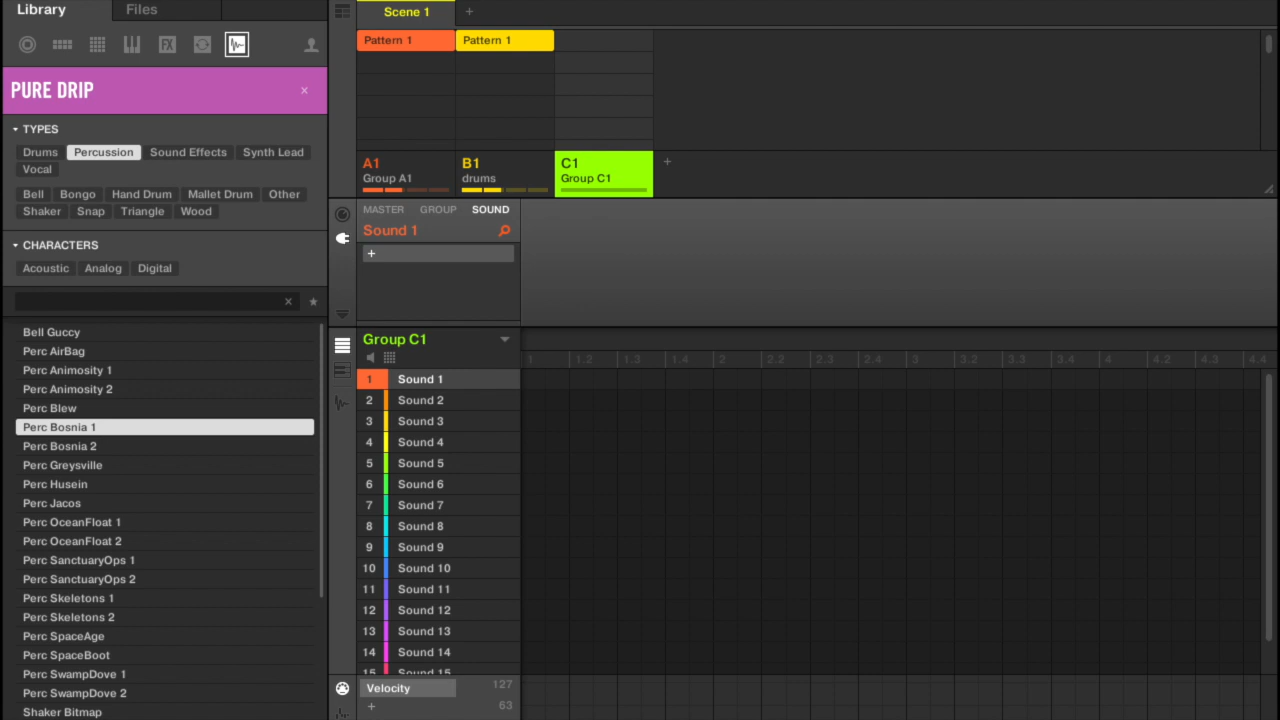 Library Files
PURE DRIP ×
TYPES
Drums Percussion Sound Effects Synth Lead
Vocal
Bell Bongo Hand Drum Mallet Drum Other
Shaker Snap Triangle Wood
CHARACTERS
Acoustic Analog Digital
Bell Guccy
Perc AirBag
Perc Animosity 1
Perc Animosity 2
Perc Blew
Perc Bosnia 1
Perc Bosnia 2
Perc Greysville
Perc Husein
Perc Jacos
Perc OceanFloat 1
Perc OceanFloat 2
Perc SanctuaryOps 1
Perc SanctuaryOps 2
Perc Skeletons 1
Perc Skeletons 2
Perc SpaceAge
Perc SpaceBoot
Perc SwampDove 1
Perc SwampDove 2
Shaker Bitmap
FX
Scene 1 +
Pattern 1 Pattern 1
A1 B1 C1 +
Group A1 drums Group C1
MASTER GROUP SOUND
Sound 1
+
Group C1
1 1.2 1.3 1.4 2 2.2 2.3 2.4 3 3.2 3.3 3.4 4 4.2 4.3 4.4
1 Sound 1
2 Sound 2
3 Sound 3
4 Sound 4
5 Sound 5
6 Sound 6
7 Sound 7
8 Sound 8
9 Sound 9
10 Sound 10
11 Sound 11
12 Sound 12
13 Sound 13
14 Sound 14
15 Sound 15
Velocity 127
+ 63